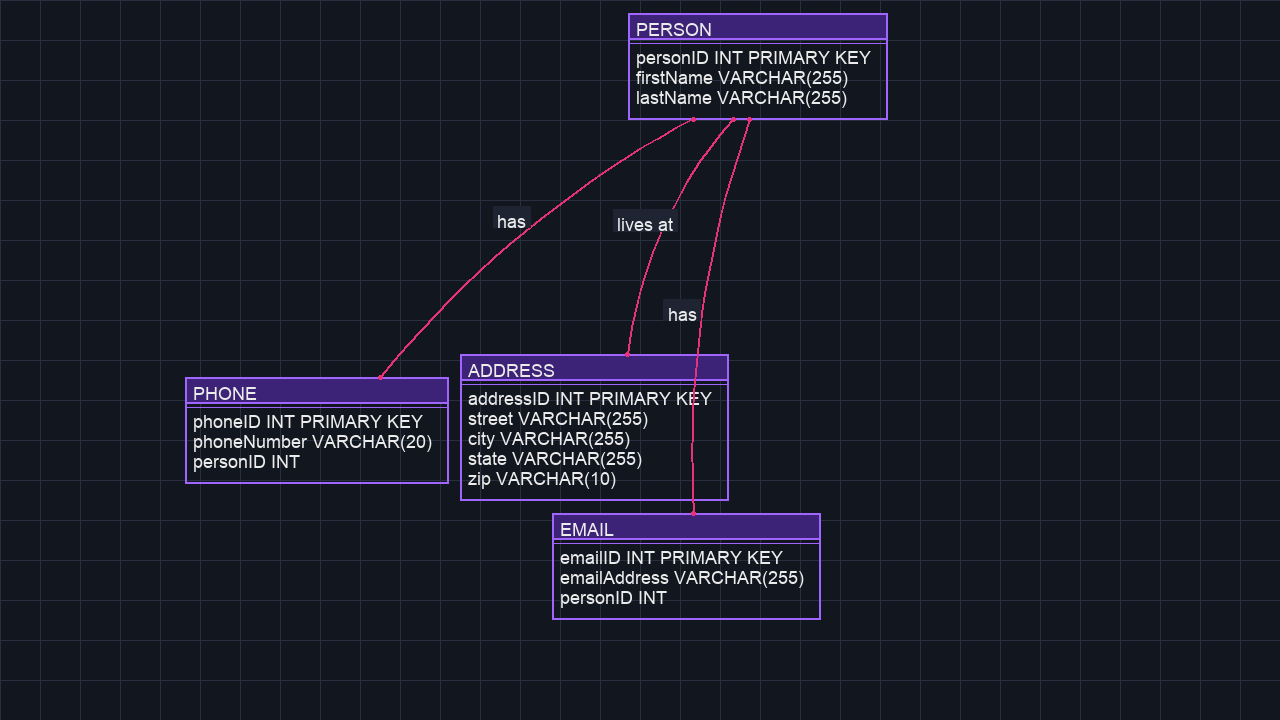 PERSON
personID INT PRIMARY KEY
firstName VARCHAR(255)
lastName VARCHAR(255)
has
lives at
has
PHONE
phoneID INT PRIMARY KEY
phoneNumber VARCHAR(20)
personID INT
ADDRESS
addressID INT PRIMARY KEY
street VARCHAR(255)
city VARCHAR(255)
state VARCHAR(255)
zip VARCHAR(10)
EMAIL
emailID INT PRIMARY KEY
emailAddress VARCHAR(255)
personID INT